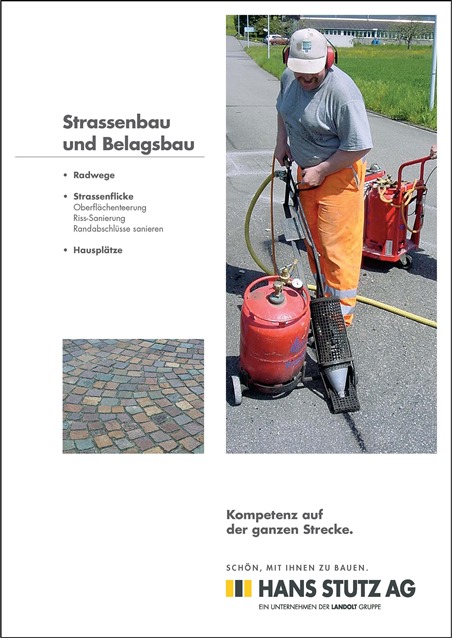 Strassenbau
und Belagsbau
• Radwege
• Strassenflicke
Oberflächenteerung
Riss-Sanierung
Randabschlüsse sanieren
• Hausplätze
Kompetenz auf
der ganzen Strecke.
SCHÖN, MIT IHNEN ZU BAUEN.
HANS STUTZ AG
EIN UNTERNEHMEN DER LANDOLT GRUPPE